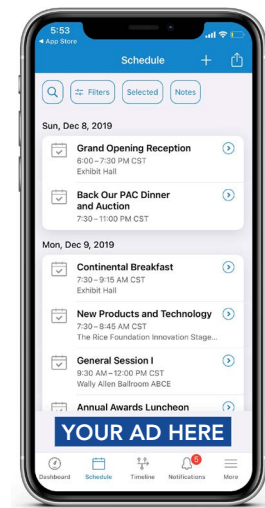 5:53
App Store
Schedule
Filters
Selected
Notes
Sun, Dec 8, 2019
Grand Opening Reception
6:00–7:30 PM CST
Exhibit Hall
Back Our PAC Dinner
and Auction
7:30–11:00 PM CST
Mon, Dec 9, 2019
Continental Breakfast
7:30–9:15 AM CST
Exhibit Hall
New Products and Technology
7:30–8:45 AM CST
The Rice Foundation Innovation Stage...
General Session I
9:30 AM–12:00 PM CST
Wally Allen Ballroom ABCE
Annual Awards Luncheon
YOUR AD HERE
5
Dashboard
Schedule
Timeline
Notifications
More